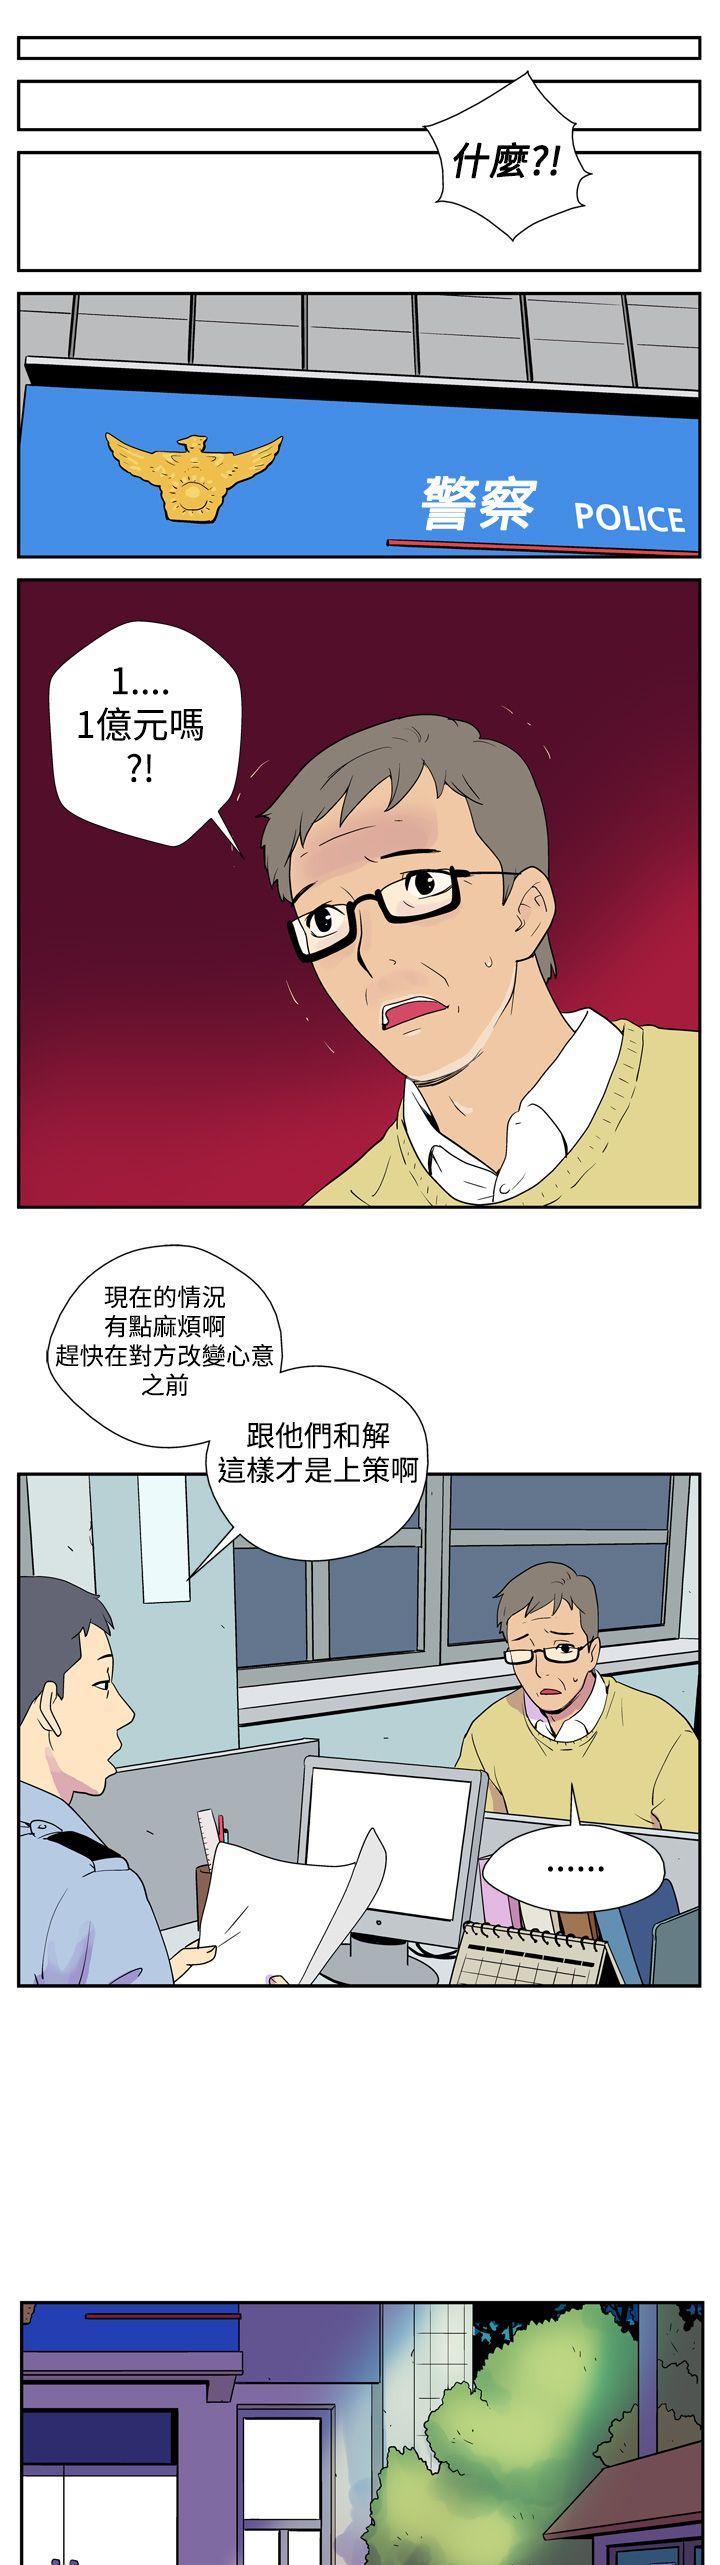 什麼?!
警察 POLICE
1....
1億元嗎
?!
現在的情況
有點麻煩啊
趕快在對方改變心意
之前
跟他們和解
這樣才是上策啊
......